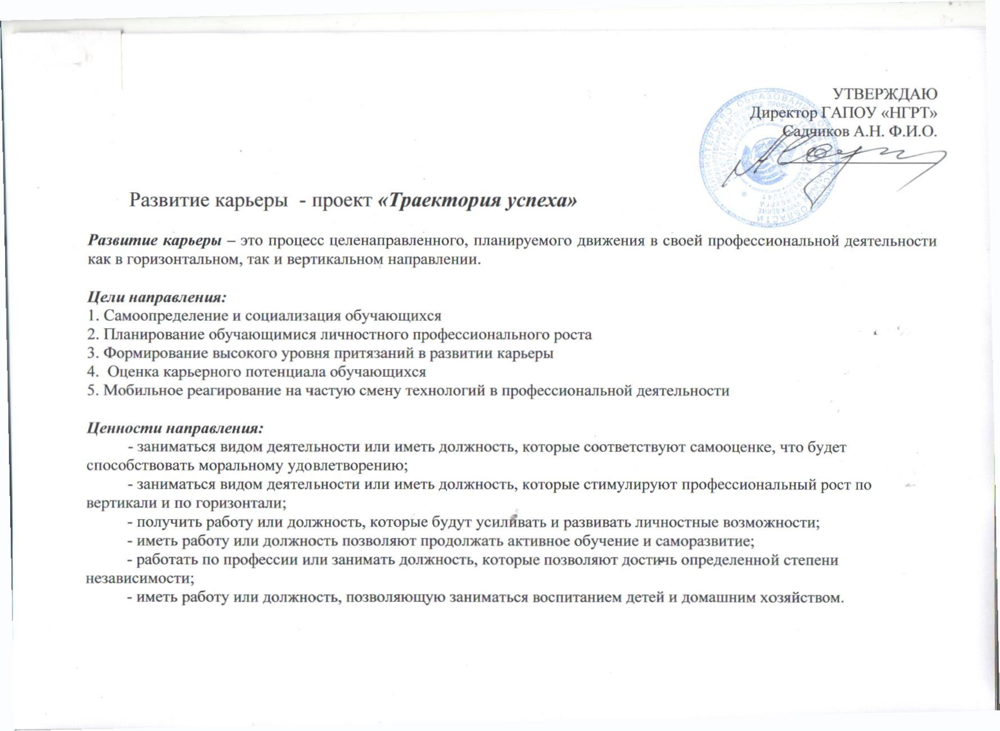 УТВЕРЖДАЮ
Директор ГАПОУ «НГРТ»
Садчиков А.Н. Ф.И.О.
Развитие карьеры  - проект «Траектория успеха»
Развитие карьеры – это процесс целенаправленного, планируемого движения в своей профессиональной деятельности
как в горизонтальном, так и вертикальном направлении.
Цели направления:
1. Самоопределение и социализация обучающихся
2. Планирование обучающимися личностного профессионального роста
3. Формирование высокого уровня притязаний в развитии карьеры
4.  Оценка карьерного потенциала обучающихся
5. Мобильное реагирование на частую смену технологий в профессиональной деятельности
Ценности направления:
- заниматься видом деятельности или иметь должность, которые соответствуют самооценке, что будет
способствовать моральному удовлетворению;
- заниматься видом деятельности или иметь должность, которые стимулируют профессиональный рост по
вертикали и по горизонтали;
- получить работу или должность, которые будут усиливать и развивать личностные возможности;
- иметь работу или должность позволяют продолжать активное обучение и саморазвитие;
- работать по профессии или занимать должность, которые позволяют достичь определенной степени
независимости;
- иметь работу или должность, позволяющую заниматься воспитанием детей и домашним хозяйством.